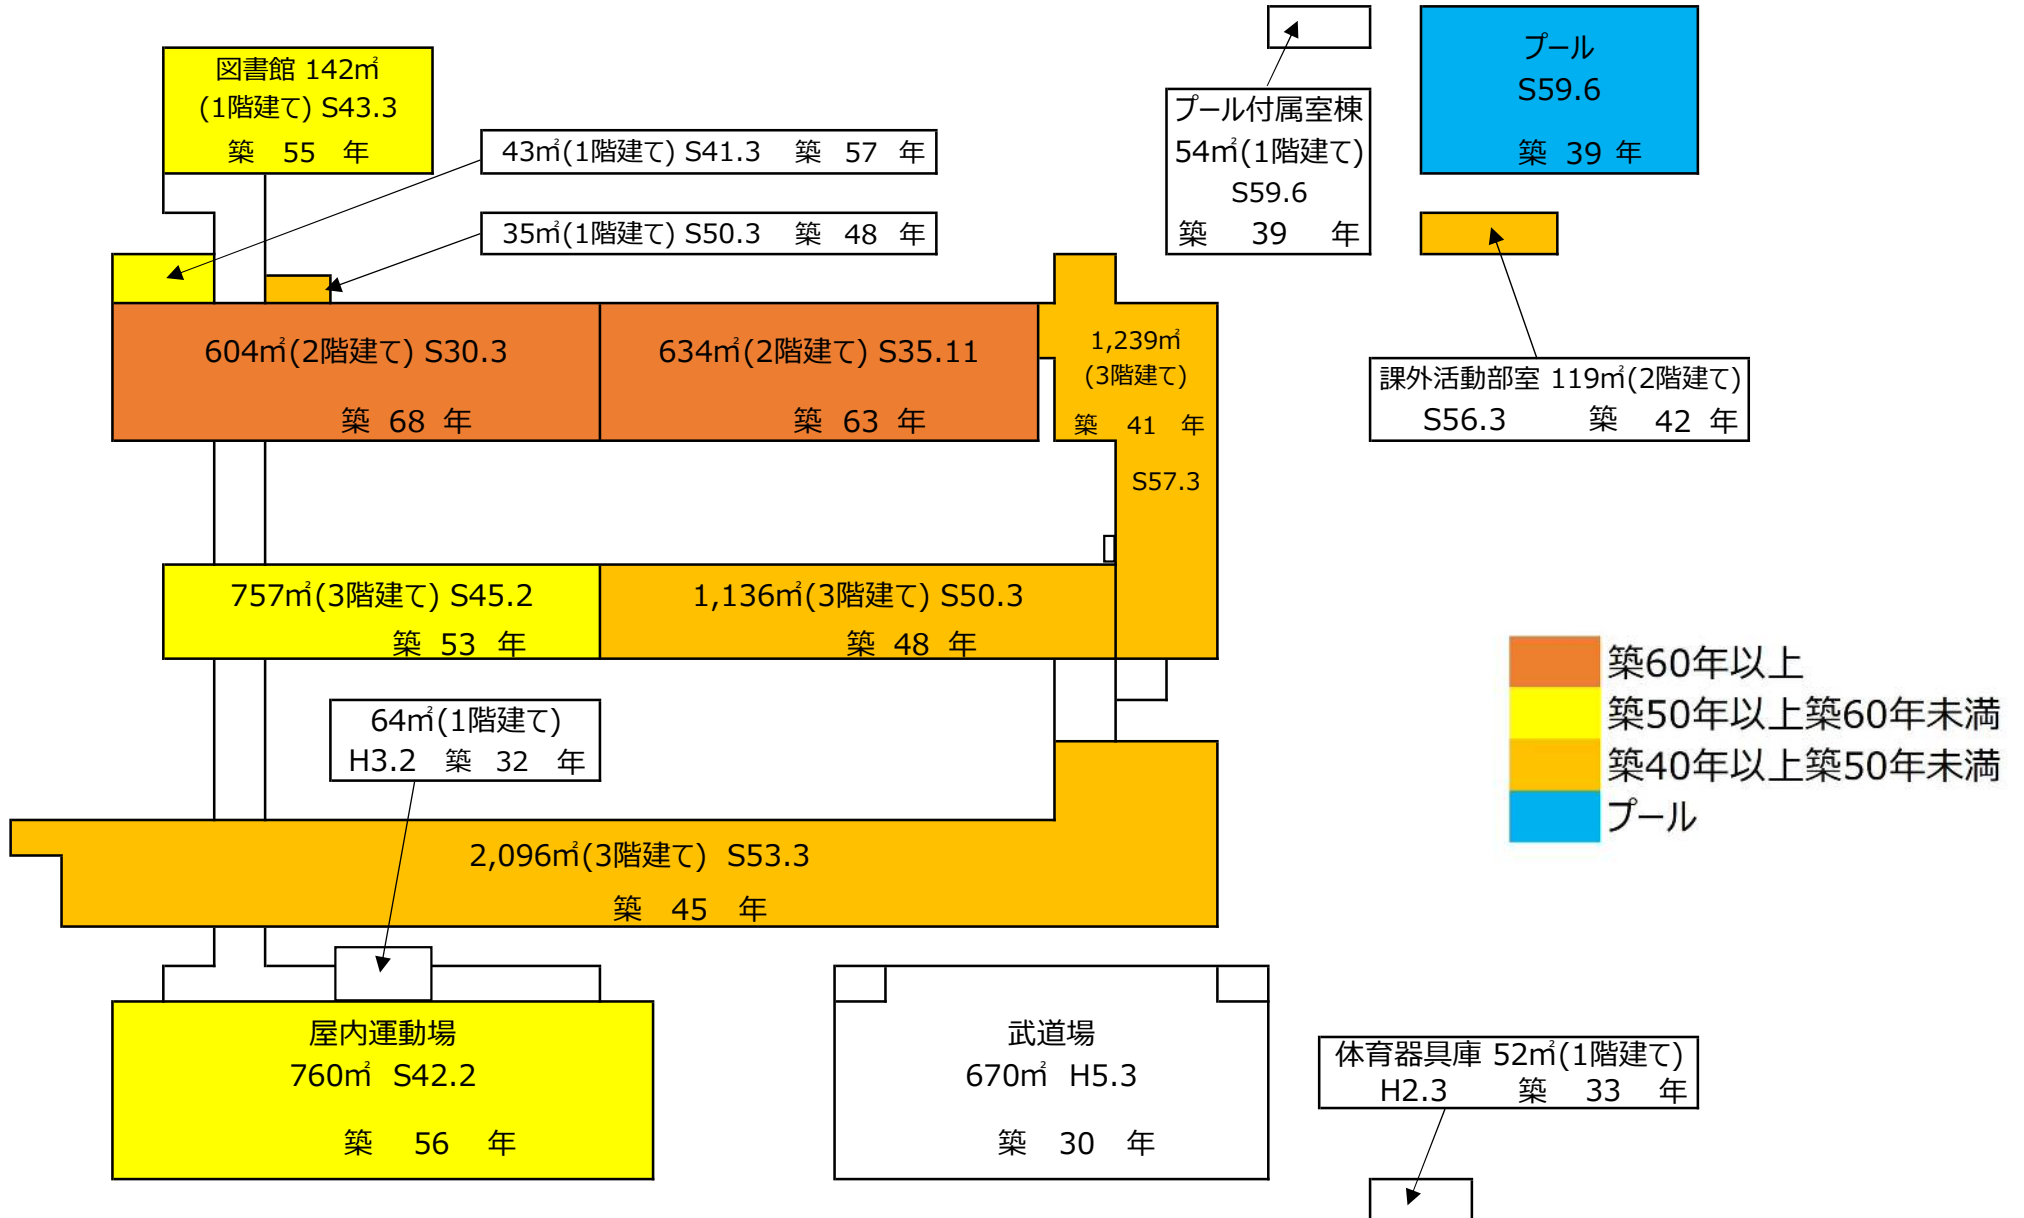 図書館 142㎡
(1階建て) S43.3
築 55 年
43㎡(1階建て) S41.3 築 57 年
35㎡(1階建て) S50.3 築 48 年
プール付属室棟
54㎡(1階建て)
S59.6
築 39 年
プール
S59.6
築 39 年
604㎡(2階建て) S30.3
築 68 年
634㎡(2階建て) S35.11
築 63 年
1,239㎡
(3階建て)
築 41 年
S57.3
課外活動部室 119㎡(2階建て)
S56.3 築 42 年
757㎡(3階建て) S45.2
築 53 年
1,136㎡(3階建て) S50.3
築 48 年
築60年以上
築50年以上築60年未満
築40年以上築50年未満
プール
64㎡(1階建て)
H3.2 築 32 年
2,096㎡(3階建て) S53.3
築 45 年
屋内運動場
760㎡ S42.2
築 56 年
武道場
670㎡ H5.3
築 30 年
体育器具庫 52㎡(1階建て)
H2.3 築 33 年